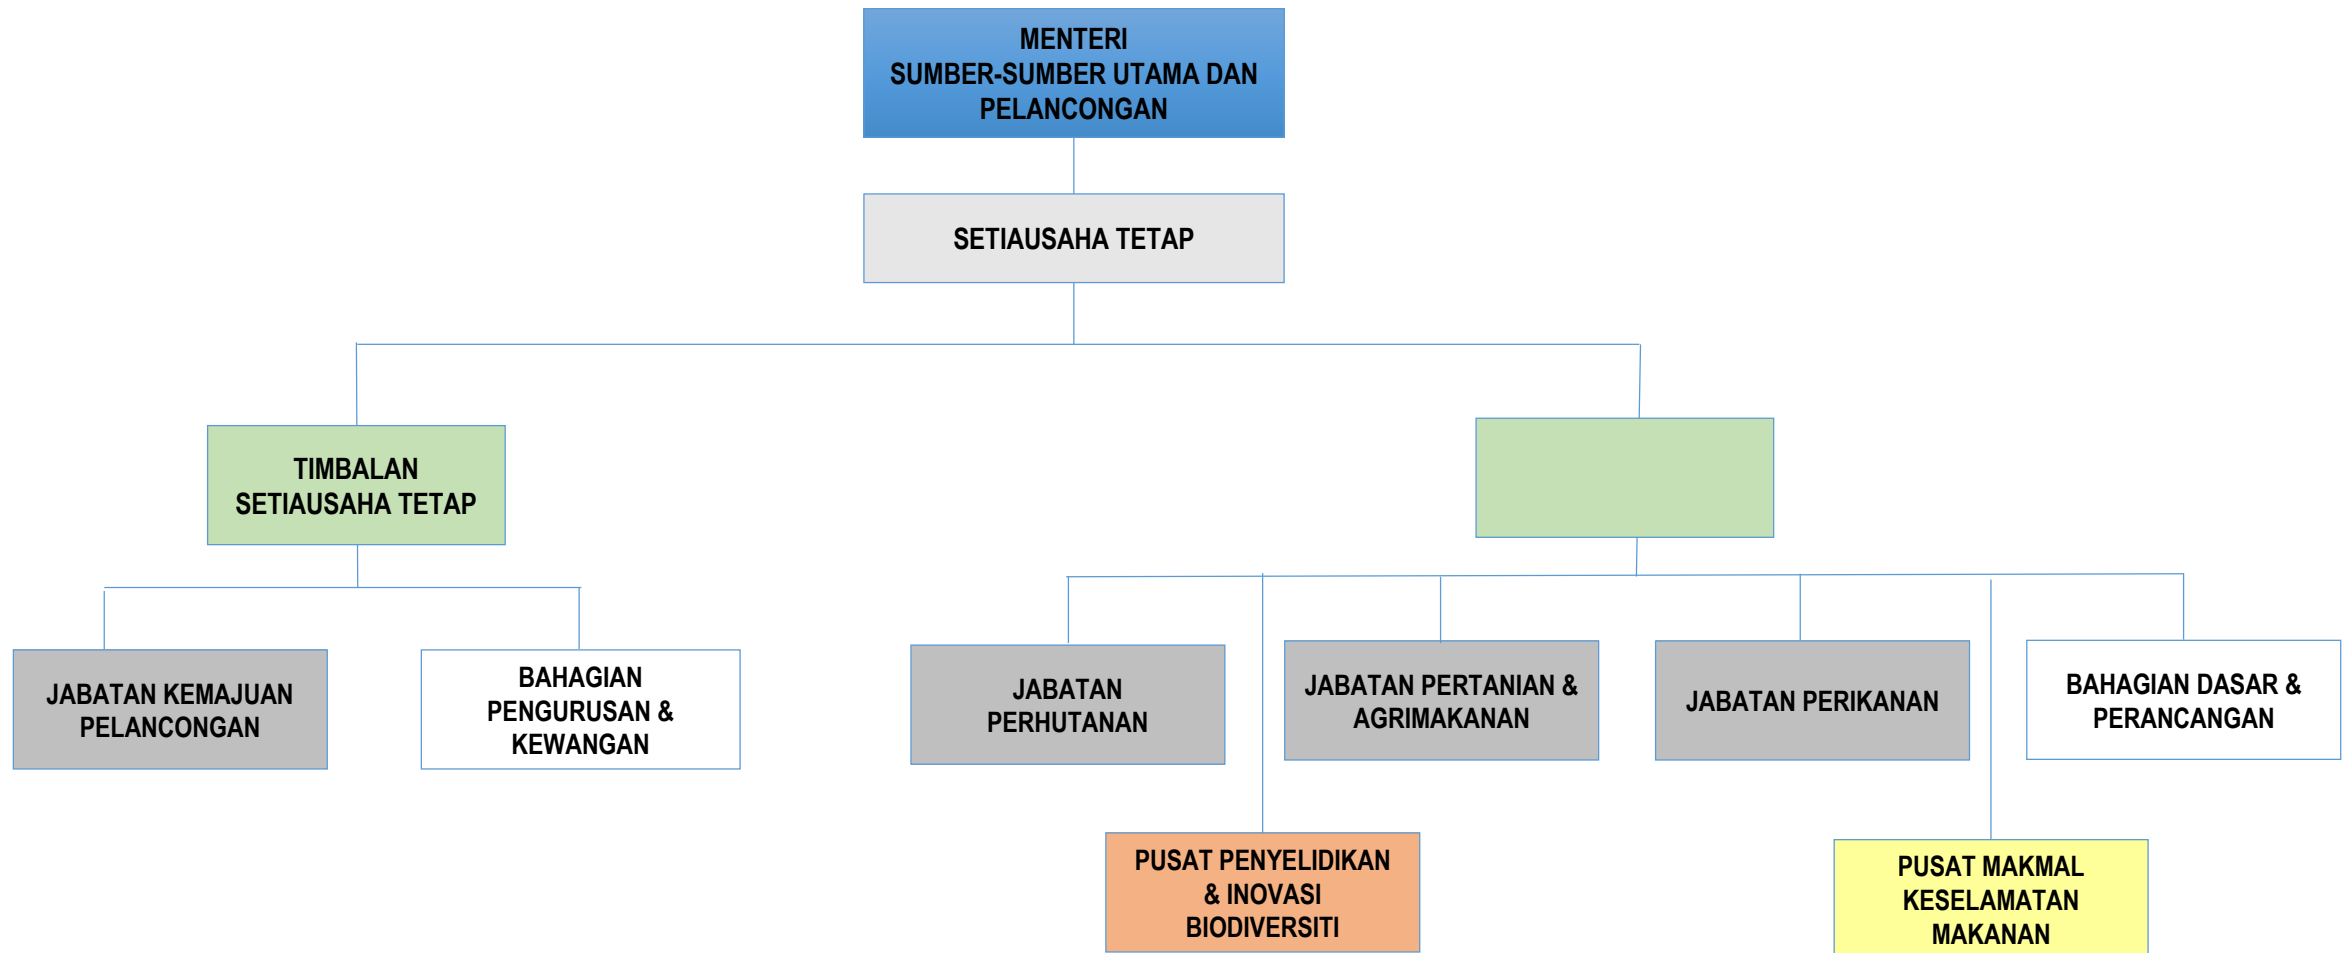 MENTERI
SUMBER-SUMBER UTAMA DAN
PELANCONGAN
SETIAUSAHA TETAP
TIMBALAN
SETIAUSAHA TETAP
JABATAN KEMAJUAN
PELANCONGAN
BAHAGIAN
PENGURUSAN &
KEWANGAN
JABATAN
PERHUTANAN
JABATAN PERTANIAN &
AGRIMAKANAN
JABATAN PERIKANAN
BAHAGIAN DASAR &
PERANCANGAN
PUSAT PENYELIDIKAN
& INOVASI
BIODIVERSITI
PUSAT MAKMAL
KESELAMATAN
MAKANAN